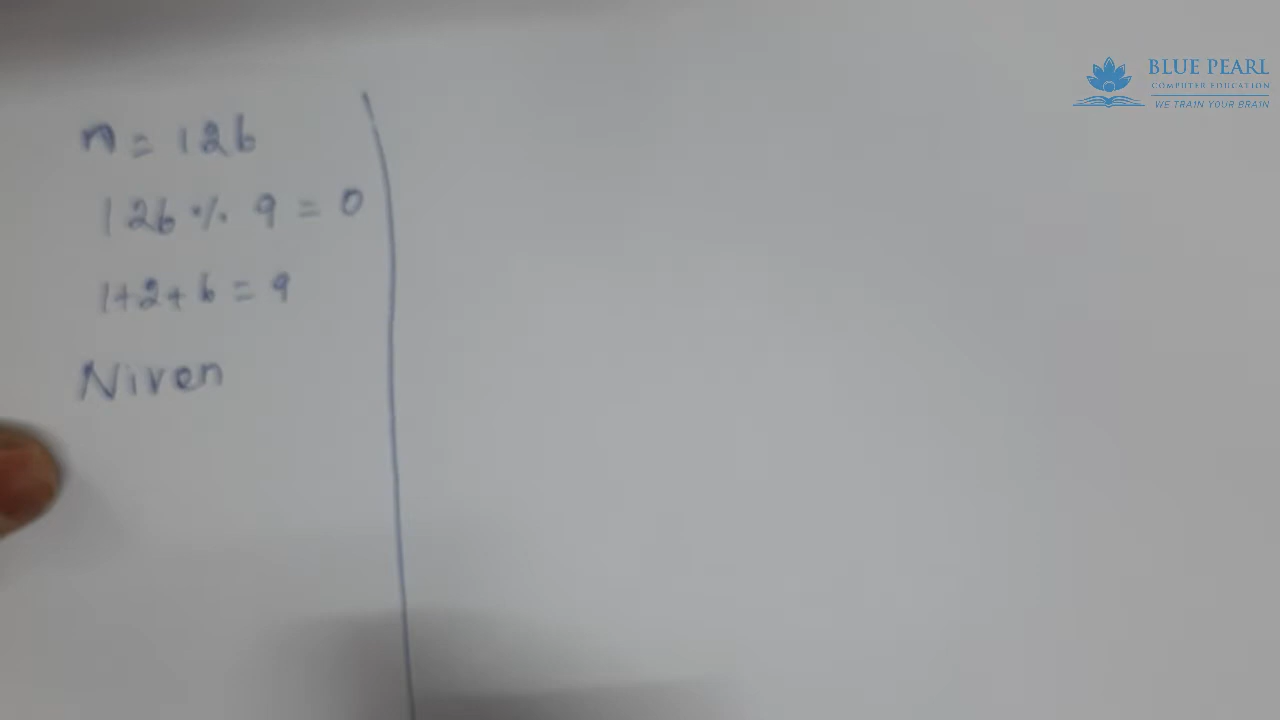 n = 126
126 % 9 = 0
1+2+6 = 9
Niven
BLUE PEARL
COMPUTER EDUCATION
WE TRAIN YOUR BRAIN